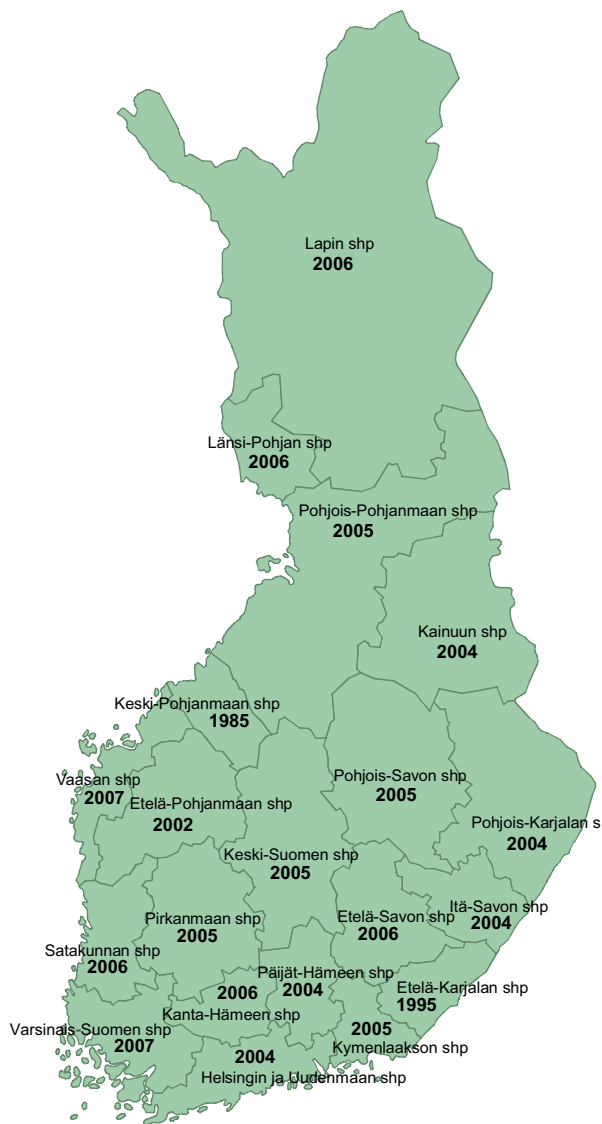 Lapin shp
2006
Länsi-Pohjan shp
2006
Pohjois-Pohjanmaan shp
2005
Kainuun shp
2004
Keski-Pohjanmaan shp
1985
Vaasan shp
2007
Etelä-Pohjanmaan shp
2002
Pohjois-Savon shp
2005
Pohjois-Karjalan s
2004
Keski-Suomen shp
2005
Itä-Savon shp
2004
Pirkanmaan shp
2005
Etelä-Savon shp
2006
Satakunnan shp
2006
Päijät-Hämeen shp
2004
Etelä-Karjalan shp
1995
2006
Kanta-Hämeen shp
2005
Kymenlaakson shp
Varsinais-Suomen shp
2007
2004
Helsingin ja Uudenmaan shp